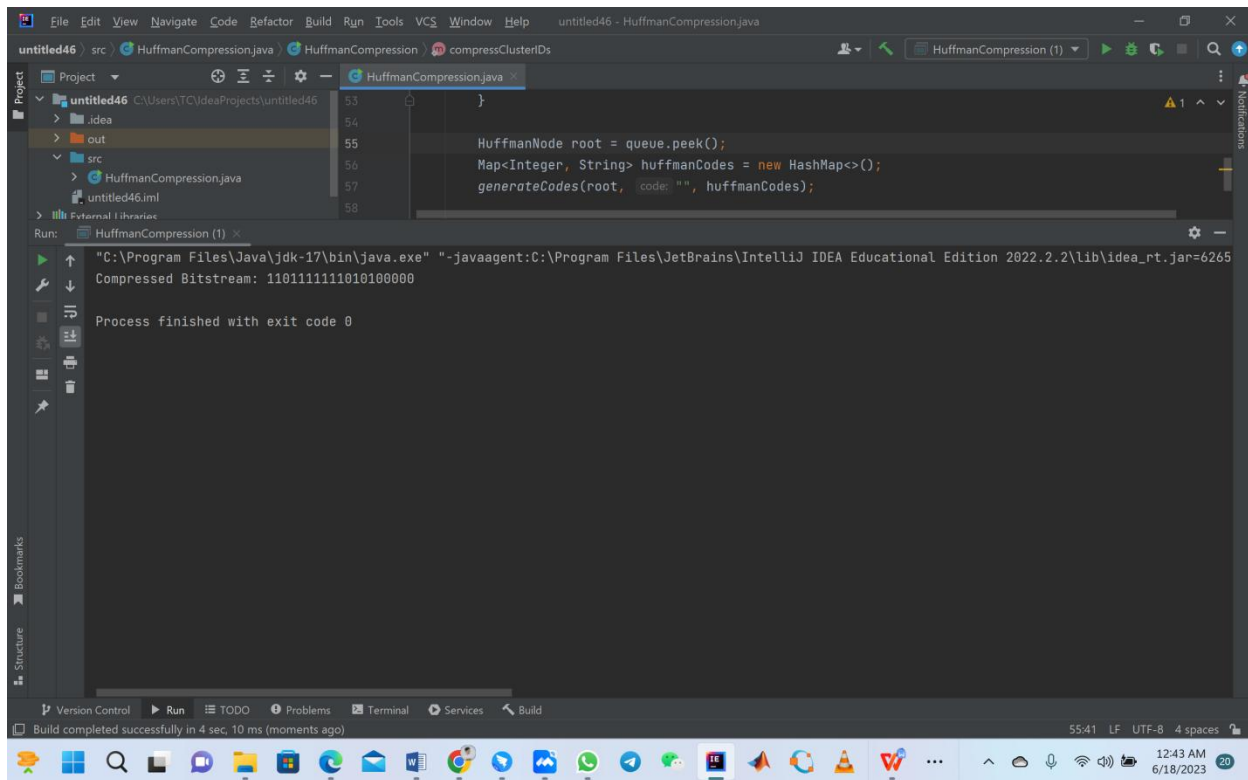 File Edit View Navigate Code Refactor Build Run Tools VCS Window Help untitled46 - HuffmanCompression.java
untitled46 src HuffmanCompression.java HuffmanCompression compressClusterIDs HuffmanCompression (1)
Project HuffmanCompression.java
untitled46 C:\Users\TC\IdeaProjects\untitled46
.idea
out
src
HuffmanCompression.java
untitled46.iml
External Libraries
53 }
54
55 HuffmanNode root = queue.peek();
56 Map<Integer, String> huffmanCodes = new HashMap<>();
57 generateCodes(root, code: "", huffmanCodes);
58
1
Project
Notifications
Run: HuffmanCompression (1)
"C:\Program Files\Java\jdk-17\bin\java.exe" "-javaagent:C:\Program Files\JetBrains\IntelliJ IDEA Educational Edition 2022.2.2\lib\idea_rt.jar=6265
Compressed Bitstream: 1101111111010100000
Process finished with exit code 0
Bookmarks
Structure
Version Control Run TODO Problems Terminal Services Build
Build completed successfully in 4 sec, 10 ms (moments ago) 55:41 LF UTF-8 4 spaces
12:43 AM
6/18/2023 20